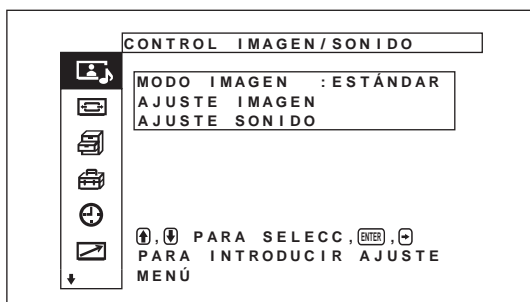 CONTROL IMAGEN/SONIDO
MODO IMAGEN :ESTÁNDAR
AJUSTE IMAGEN
AJUSTE SONIDO
, PARA SELECC, ENTER ,
PARA INTRODUCIR AJUSTE
MENÚ